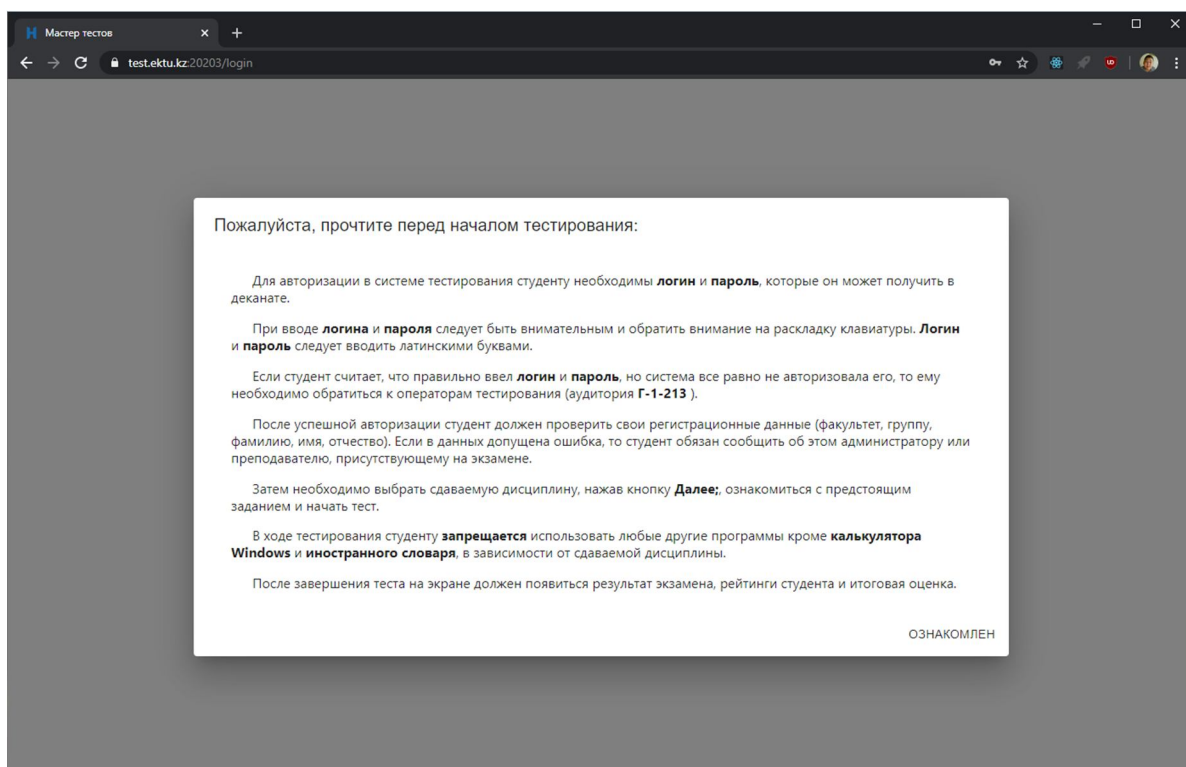 Мастер тестов
test.ektu.kz:20203/login
Пожалуйста, прочтите перед началом тестирования:
Для авторизации в системе тестирования студенту необходимы логин и пароль, которые он может получить в
деканате.
При вводе логина и пароля следует быть внимательным и обратить внимание на раскладку клавиатуры. Логин
и пароль следует вводить латинскими буквами.
Если студент считает, что правильно ввел логин и пароль, но система все равно не авторизовала его, то ему
необходимо обратиться к операторам тестирования (аудитория Г-1-213 ).
После успешной авторизации студент должен проверить свои регистрационные данные (факультет, группу,
фамилию, имя, отчество). Если в данных допущена ошибка, то студент обязан сообщить об этом администратору или
преподавателю, присутствующему на экзамене.
Затем необходимо выбрать сдаваемую дисциплину, нажав кнопку Далее;, ознакомиться с предстоящим
заданием и начать тест.
В ходе тестирования студенту запрещается использовать любые другие программы кроме калькулятора
Windows и иностранного словаря, в зависимости от сдаваемой дисциплины.
После завершения теста на экране должен появиться результат экзамена, рейтинги студента и итоговая оценка.
ОЗНАКОМЛЕН